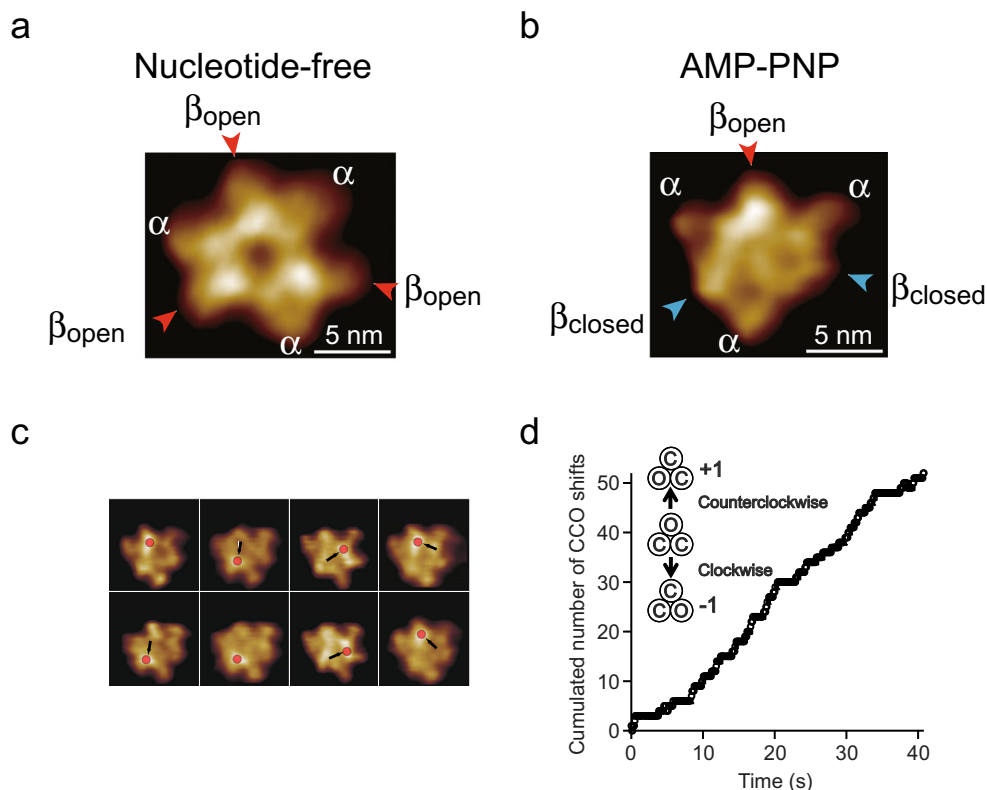 a
Nucleotide-free
βopen
α
α
βopen
βopen
α
5 nm
b
AMP-PNP
βopen
α
α
βclosed
βclosed
α
5 nm
c
d
Cumulated number of CCO shifts
50
40
30
20
10
0
C
O C
+1
Counterclockwise
O
C C
Clockwise
C
C O
-1
0 10 20 30 40
Time (s)